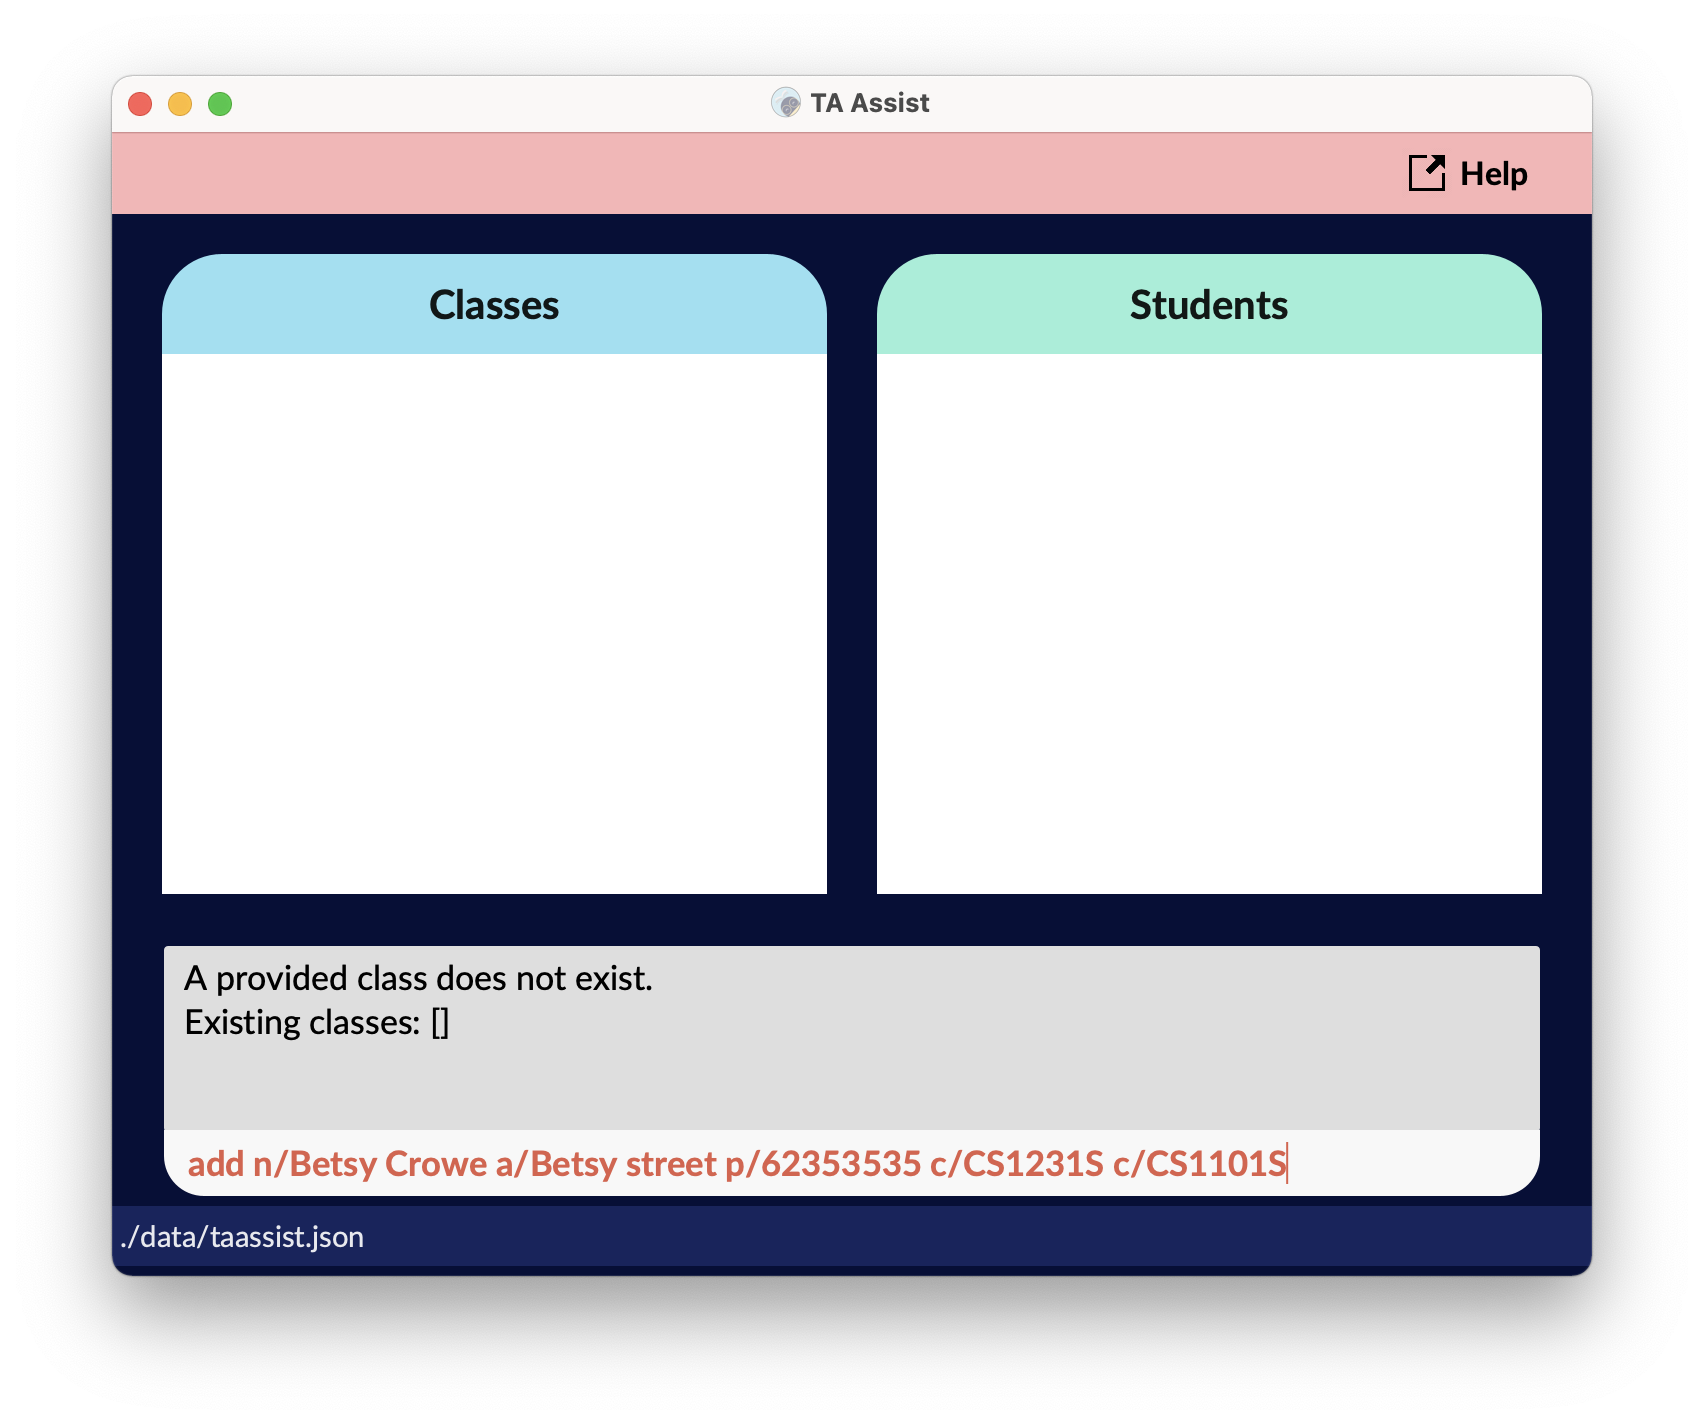 TA Assist
Help
Classes
Students
A provided class does not exist.
Existing classes: []
add n/Betsy Crowe a/Betsy street p/62353535 c/CS1231S c/CS1101S
./data/taassist.json